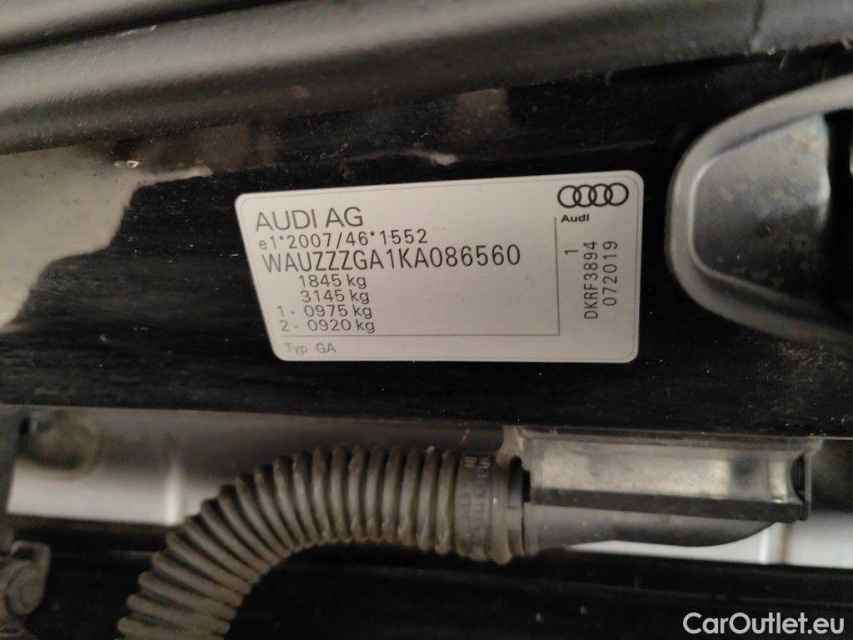 AUDI AG
Audi
e1*2007/46*1552
WAUZZZGA1KA086560
1845 kg
3145 kg
1 - 0975 kg
2 - 0920 kg
Typ GA
1
DKRF3894
072019
CarOutlet.eu